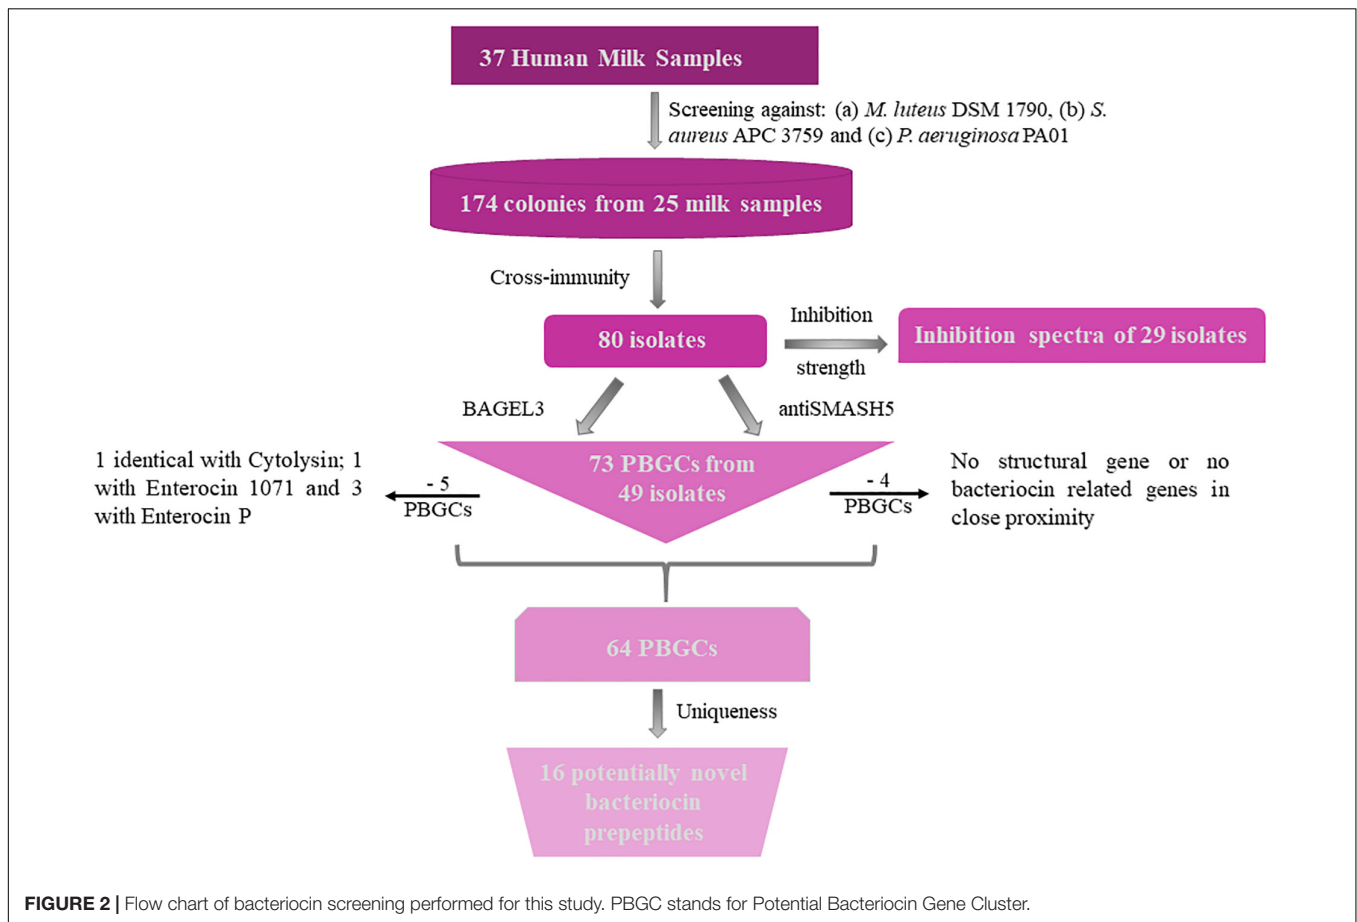 37 Human Milk Samples
Screening against: (a) M. luteus DSM 1790, (b) S.
aureus APC 3759 and (c) P. aeruginosa PA01
174 colonies from 25 milk samples
Cross-immunity
80 isolates
Inhibition
strength
Inhibition spectra of 29 isolates
BAGEL3
antiSMASH5
73 PBGCs from
49 isolates
- 5
PBGCs
1 identical with Cytolysin; 1
with Enterocin 1071 and 3
with Enterocin P
- 4
PBGCs
No structural gene or no
bacteriocin related genes in
close proximity
64 PBGCs
Uniqueness
16 potentially novel
bacteriocin
prepeptides
FIGURE 2 | Flow chart of bacteriocin screening performed for this study. PBGC stands for Potential Bacteriocin Gene Cluster.